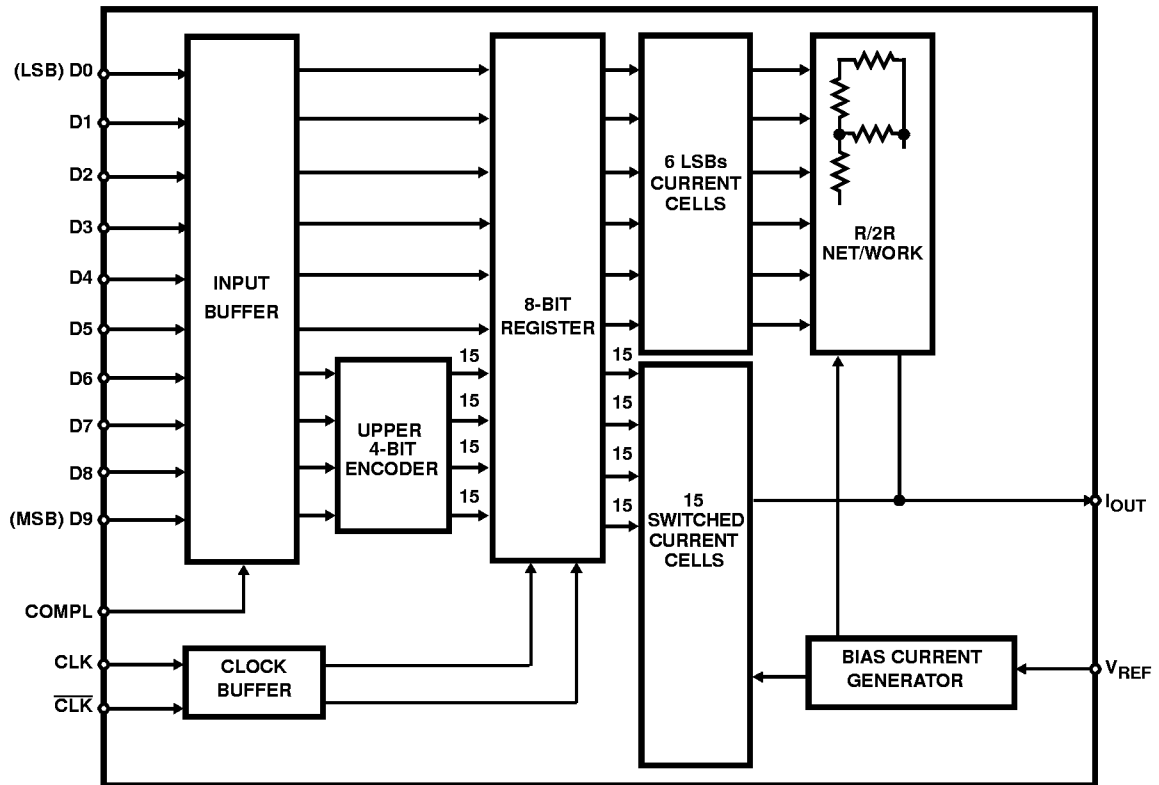 (LSB) D0
D1
D2
D3
D4
D5
D6
D7
D8
(MSB) D9
COMPL
CLK
CLK
INPUT
BUFFER
UPPER
4-BIT
ENCODER
CLOCK
BUFFER
15
15
15
15
8-BIT
REGISTER
15
15
15
15
6 LSBs
CURRENT
CELLS
15
SWITCHED
CURRENT
CELLS
R/2R
NET/WORK
BIAS CURRENT
GENERATOR
IOUT
VREF